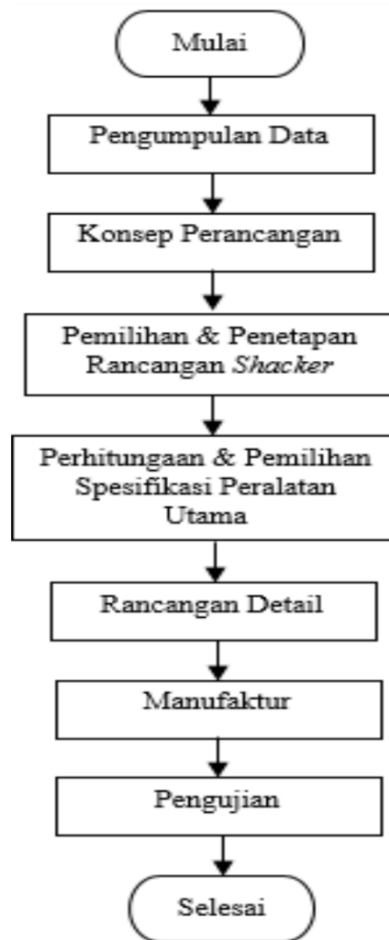 Mulai
Pengumpulan Data
Konsep Perancangan
Pemilihan & Penetapan
Rancangan Shacker
Perhitungaan & Pemilihan
Spesifikasi Peralatan
Utama
Rancangan Detail
Manufaktur
Pengujian
Selesai